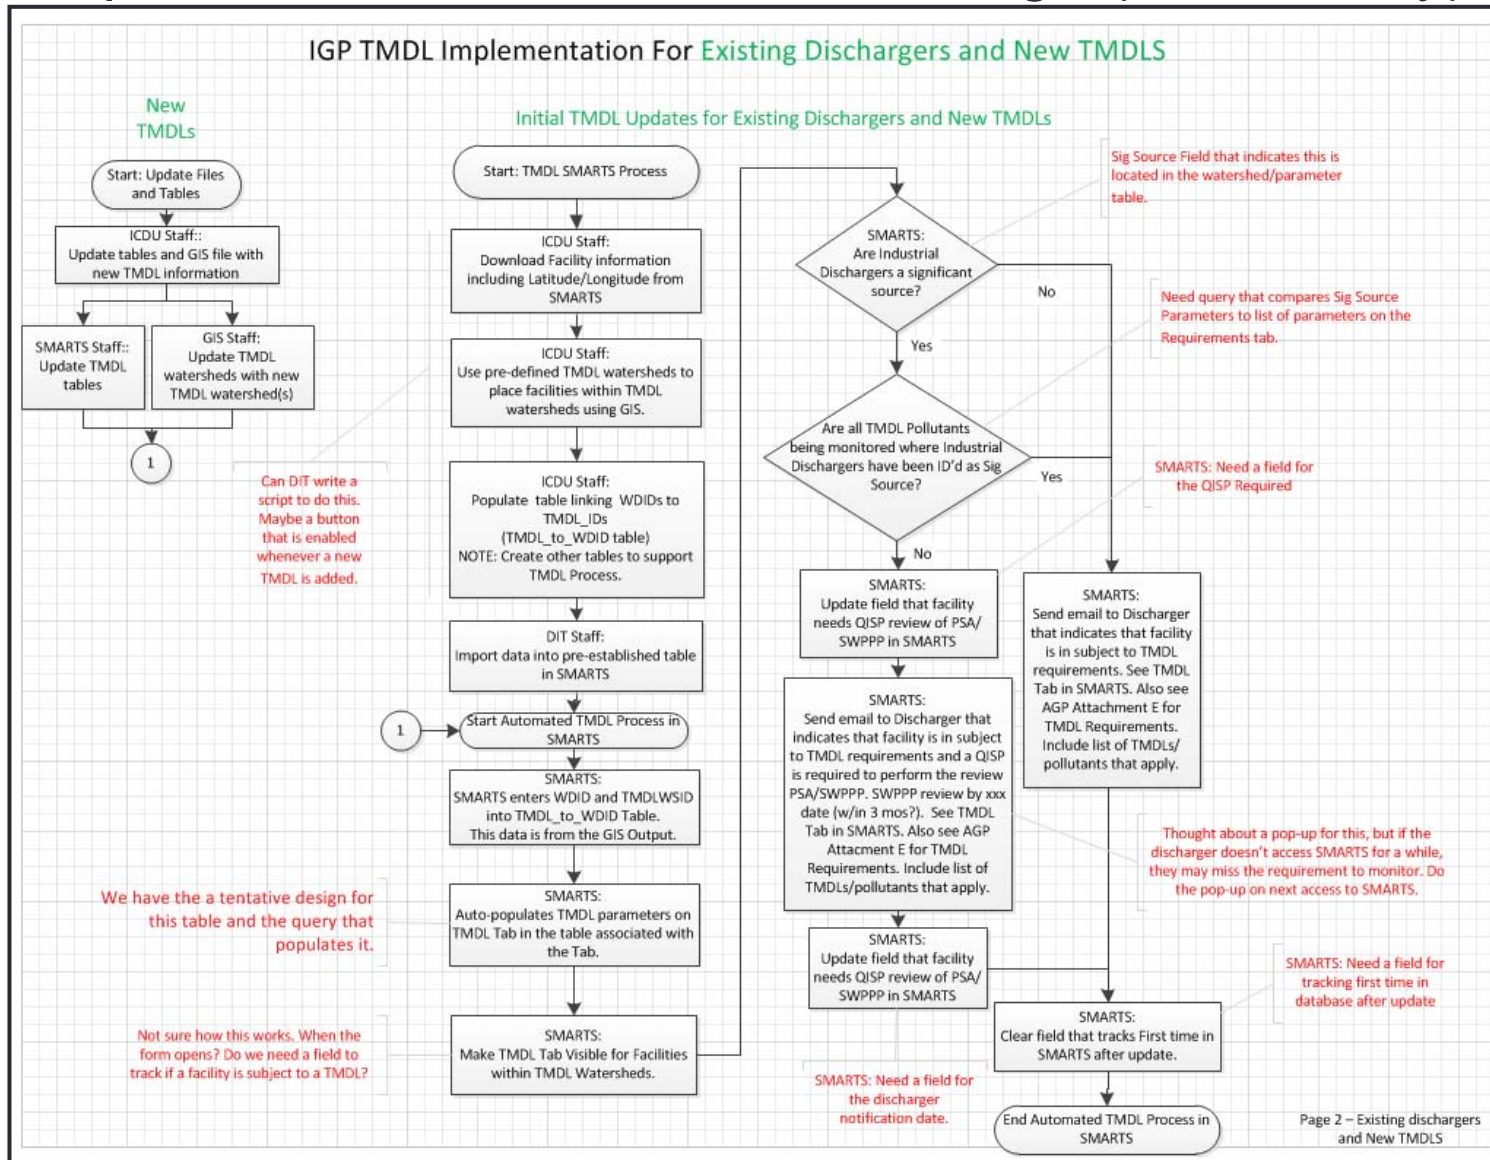 IGP TMDL Implementation For Existing Dischargers and New TMDLS
New
TMDLs
Start: Update Files
and Tables
ICDU Staff::
Update tables and GIS file with
new TMDL information
SMARTS Staff::
Update TMDL
tables
GIS Staff:
Update TMDL
watersheds with new
TMDL watershed(s)
1
Initial TMDL Updates for Existing Dischargers and New TMDLs
Start: TMDL SMARTS Process
ICDU Staff:
Download Facility information
including Latitude/Longitude from
SMARTS
ICDU Staff:
Use pre-defined TMDL watersheds to
place facilities within TMDL
watersheds using GIS.
ICDU Staff:
Populate table linking WDIDs to
TMDL_IDs
(TMDL_to_WDID table)
NOTE: Create other tables to support
TMDL Process.
Can DIT write a
script to do this.
Maybe a button
that is enabled
whenever a new
TMDL is added.
DIT Staff:
Import data into pre-established table
in SMARTS
1
Start Automated TMDL Process in
SMARTS
SMARTS:
SMARTS enters WDID and TMDLWSID
into TMDL_to_WDID Table.
This data is from the GIS Output.
SMARTS:
Auto-populates TMDL parameters on
TMDL Tab in the table associated with
the Tab.
We have the a tentative design for
this table and the query that
populates it.
SMARTS:
Make TMDL Tab Visible for Facilities
within TMDL Watersheds.
Not sure how this works. When the
form opens? Do we need a field to
track if a facility is subject to a TMDL?
SMARTS:
Are Industrial
Dischargers a significant
source?
No
Yes
Sig Source Field that indicates this is
located in the watershed/parameter
table.
Are all TMDL Pollutants
being monitored where Industrial
Dischargers have been ID'd as Sig
Source?
Yes
No
Need query that compares Sig Source
Parameters to list of parameters on the
Requirements tab.
SMARTS: Need a field for
the QISP Required
SMARTS:
Update field that facility
needs QISP review of PSA/
SWPPP in SMARTS
SMARTS:
Send email to Discharger that
indicates that facility is in subject
to TMDL requirements and a QISP
is required to perform the review
PSA/SWPPP. SWPPP review by xxx
date (w/in 3 mos?). See TMDL
Tab in SMARTS. Also see AGP
Attacment E for TMDL
Requirements. Include list of
TMDLs/pollutants that apply.
SMARTS:
Send email to Discharger
that indicates that facility
is in subject to TMDL
requirements. See TMDL
Tab in SMARTS. Also see
AGP Attachment E for
TMDL Requirements.
Include list of TMDLs/
pollutants that apply.
Thought about a pop-up for this, but if the
discharger doesn't access SMARTS for a while,
they may miss the requirement to monitor. Do
the pop-up on next access to SMARTS.
SMARTS:
Update field that facility
needs QISP review of PSA/
SWPPP in SMARTS
SMARTS: Need a field for
the discharger
notification date.
SMARTS: Need a field for
tracking first time in
database after update
SMARTS:
Clear field that tracks First time in
SMARTS after update.
End Automated TMDL Process in
SMARTS
Page 2 – Existing dischargers
and New TMDLS